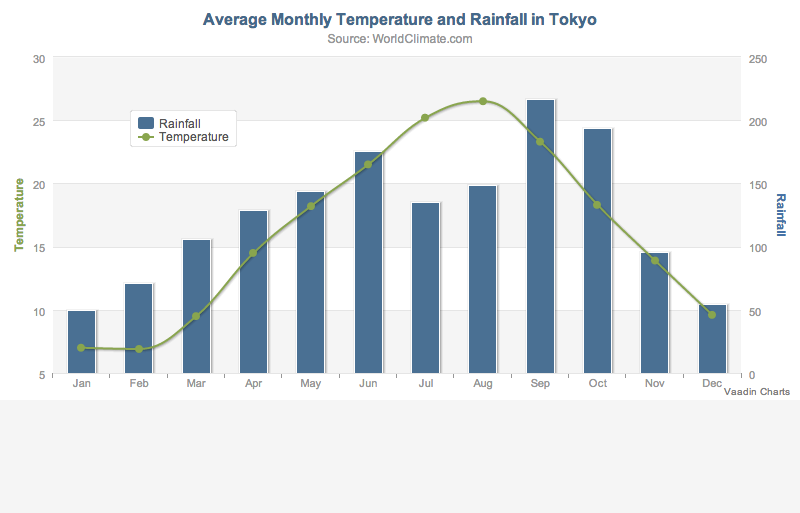 Average Monthly Temperature and Rainfall in Tokyo
Source: WorldClimate.com
30
25
20
15
10
5
Temperature
Rainfall
Temperature
250
200
150
100
50
0
Rainfall
Jan Feb Mar Apr May Jun Jul Aug Sep Oct Nov Dec
Vaadin Charts